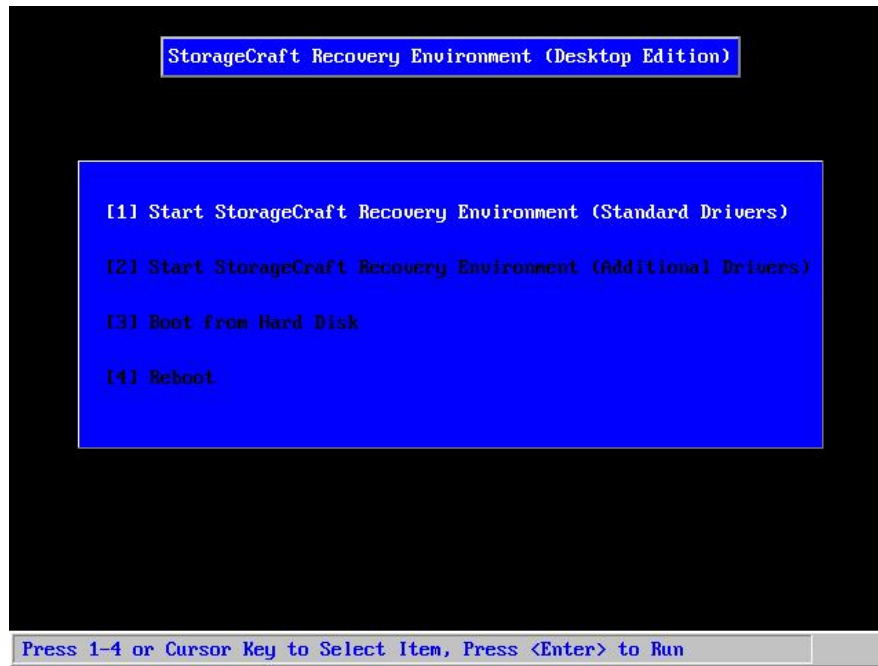 StorageCraft Recovery Environment (Desktop Edition)
[1] Start StorageCraft Recovery Environment (Standard Drivers)
[2] Start StorageCraft Recovery Environment (Additional Drivers)
[3] Boot from Hard Disk
[4] Reboot
Press 1-4 or Cursor Key to Select Item, Press <Enter> to Run